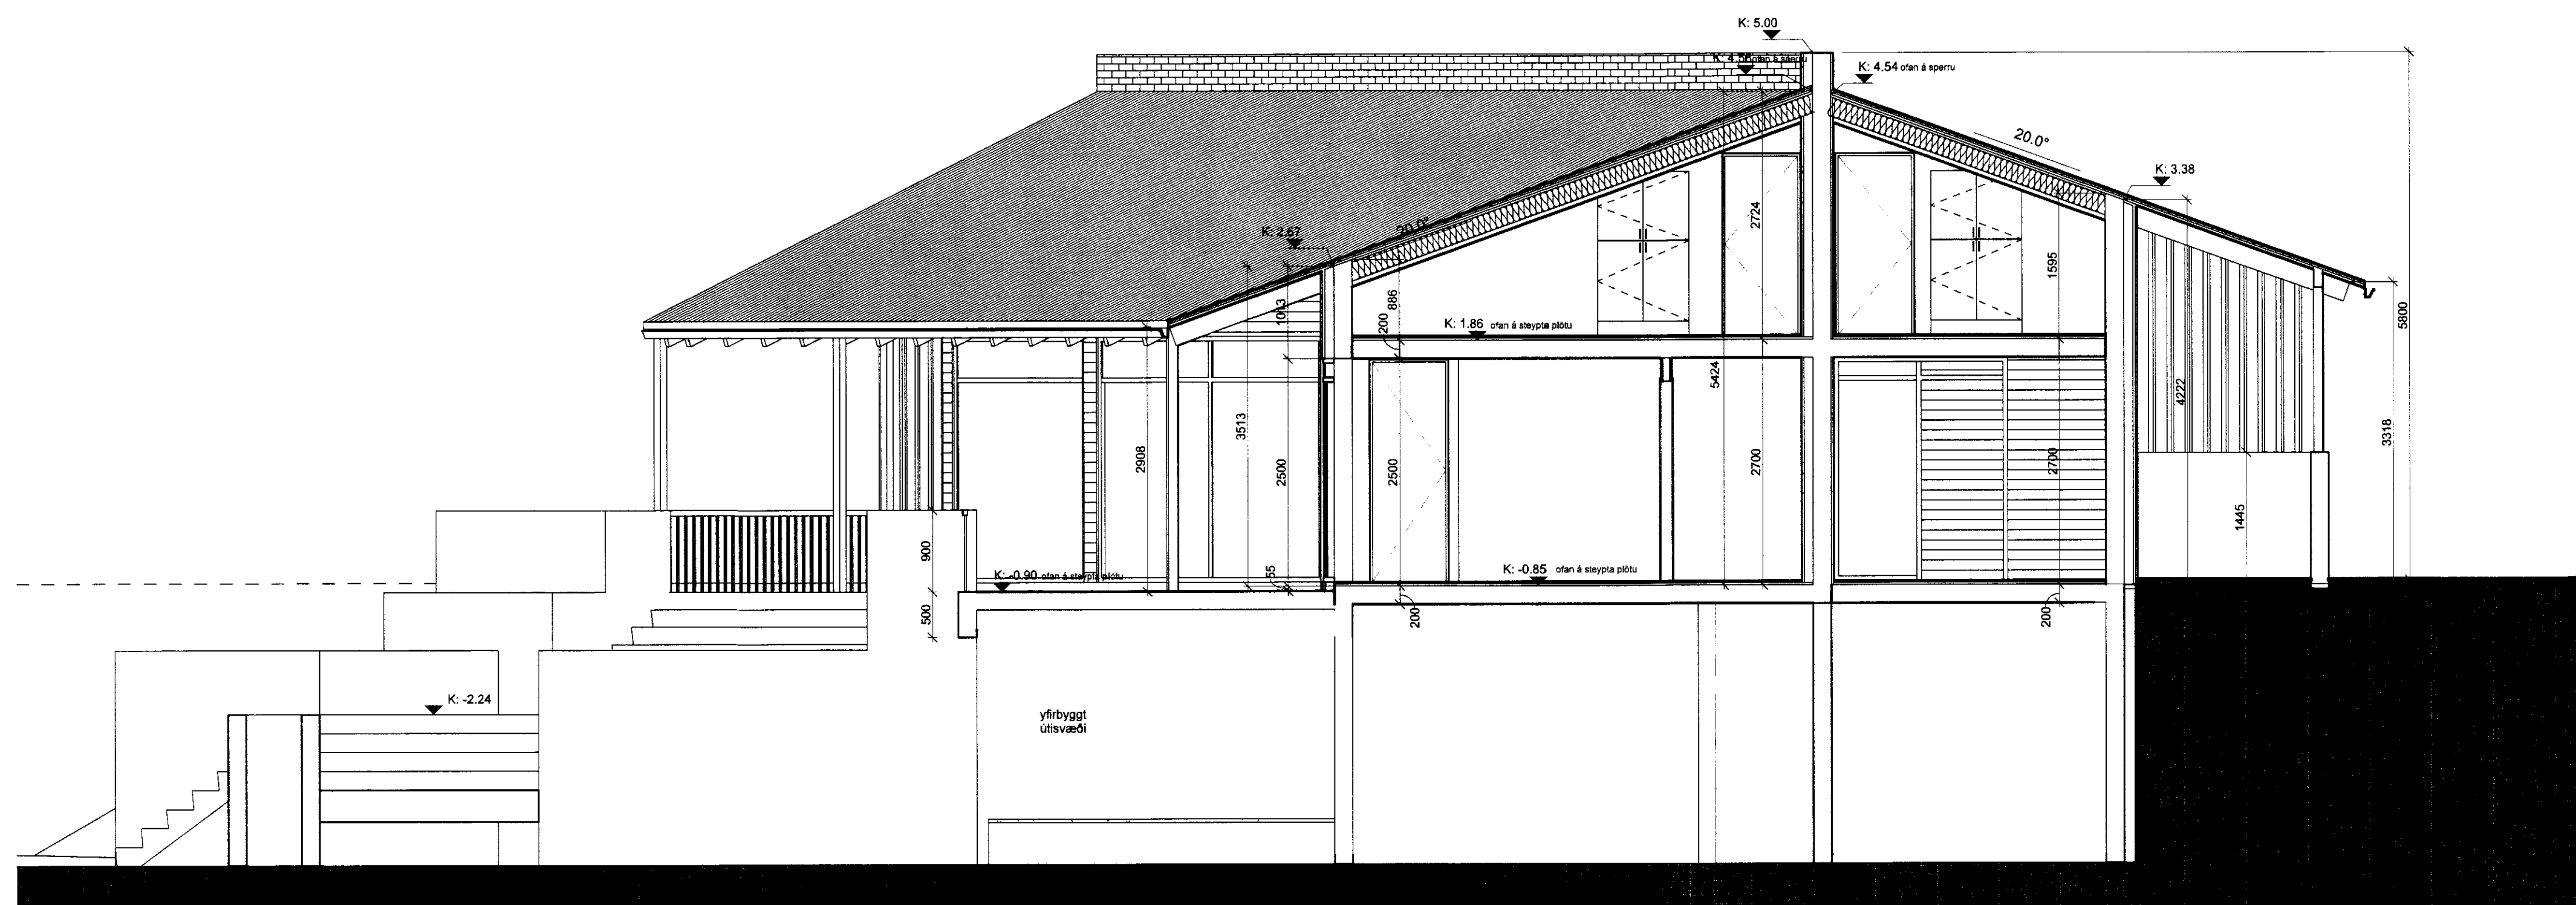 K: 5.00
K: 4.56 ofan á sperru
K: 4.54 ofan á sperru
20.0°
K: 3.38
K: 2.67
20.0°
2724
1595
1013
886
200
K: 1.86 ofan á steypta plötu
5800
5424
4222
3513
3318
2908
2500
2500
2700
2700
1445
900
K: -0.90 ofan á steypta plötu
55
K: -0.85 ofan á steypta plötu
500
200
200
K: -2.24
yfirbyggt
útisvæði